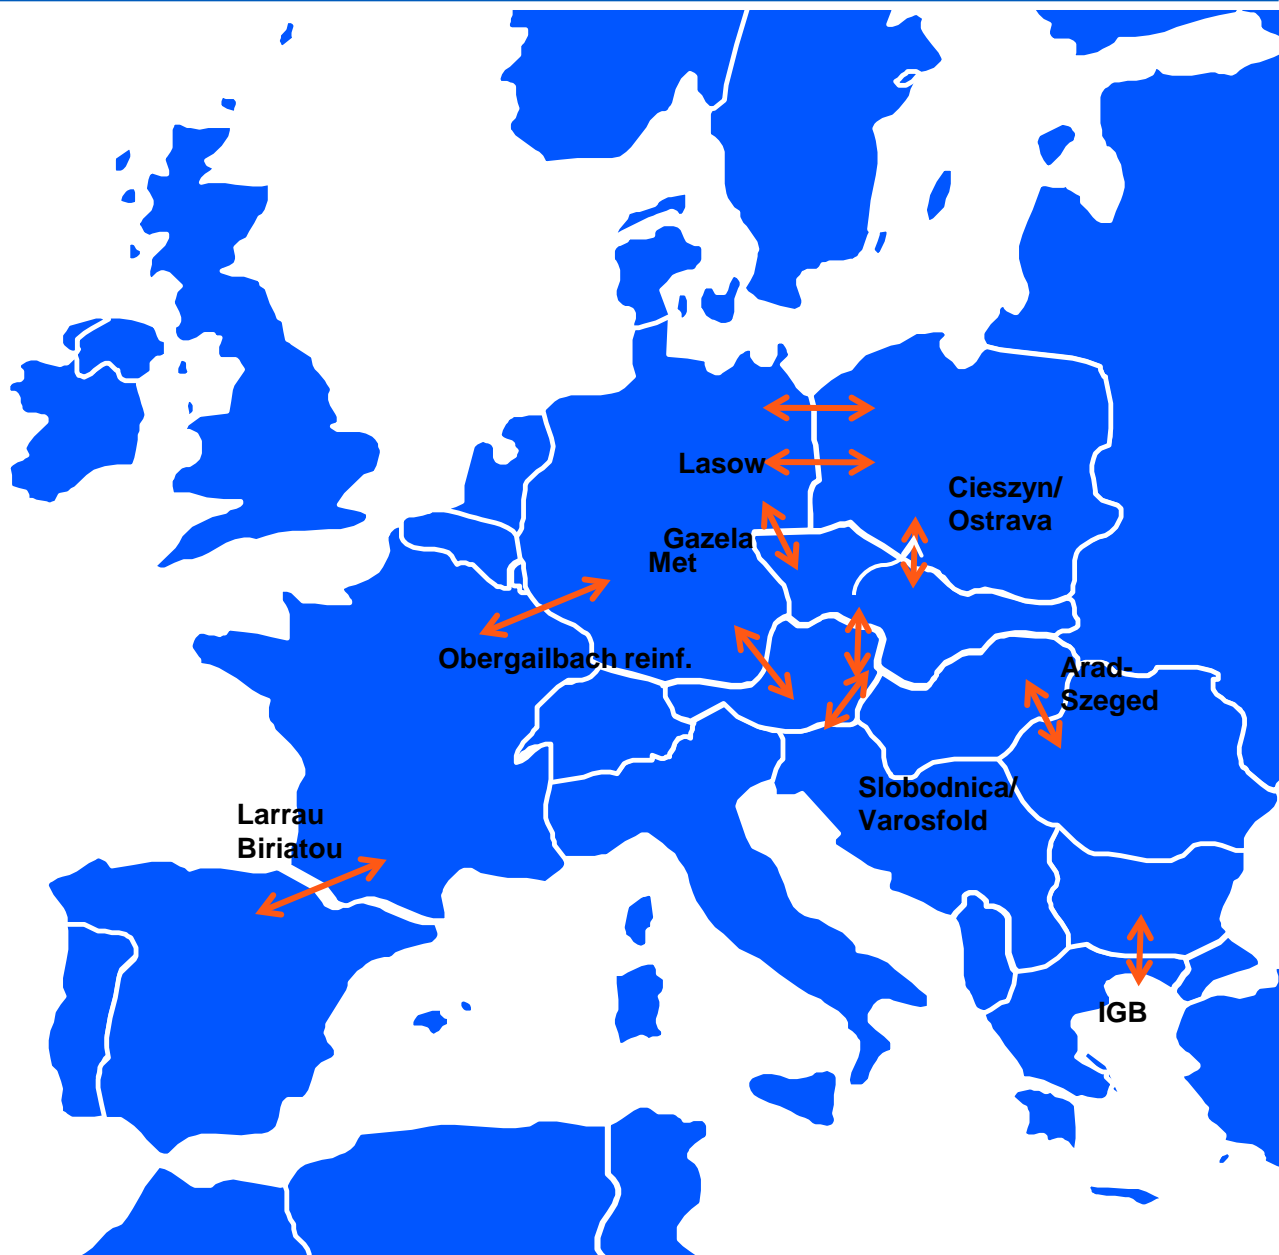 Lasow
Cieszyn/
Ostrava
Gazela
Met
Obergailbach reinf.
Arad-
Szeged
Slobodnica/
Varosfold
Larrau
Biriatou
IGB